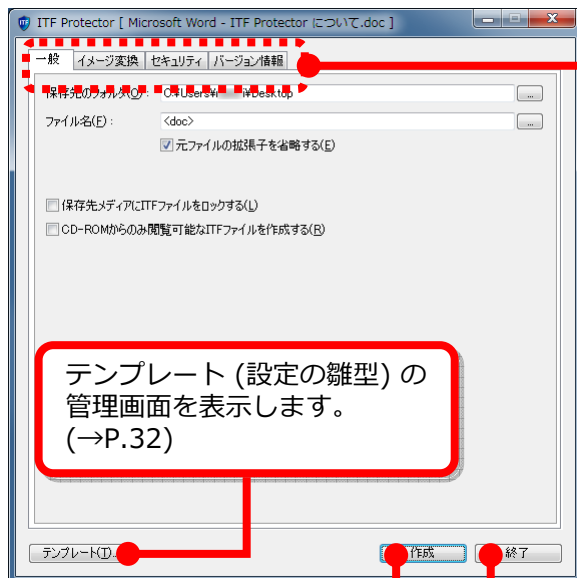 ITF Protector [ Microsoft Word - ITF Protector について.doc ]
一般 イメージ変換 セキュリティ バージョン情報
保存先のフォルダ(O): C:¥Users¥ ¥Desktop ...
ファイル名(F): <doc> ...
元ファイルの拡張子を省略する(E)
保存先メディアにITFファイルをロックする(L)
CD-ROMからのみ閲覧可能なITFファイルを作成する(R)
テンプレート (設定の雛型) の
管理画面を表示します。
(→P.32)
テンプレート(T)... 作成 終了